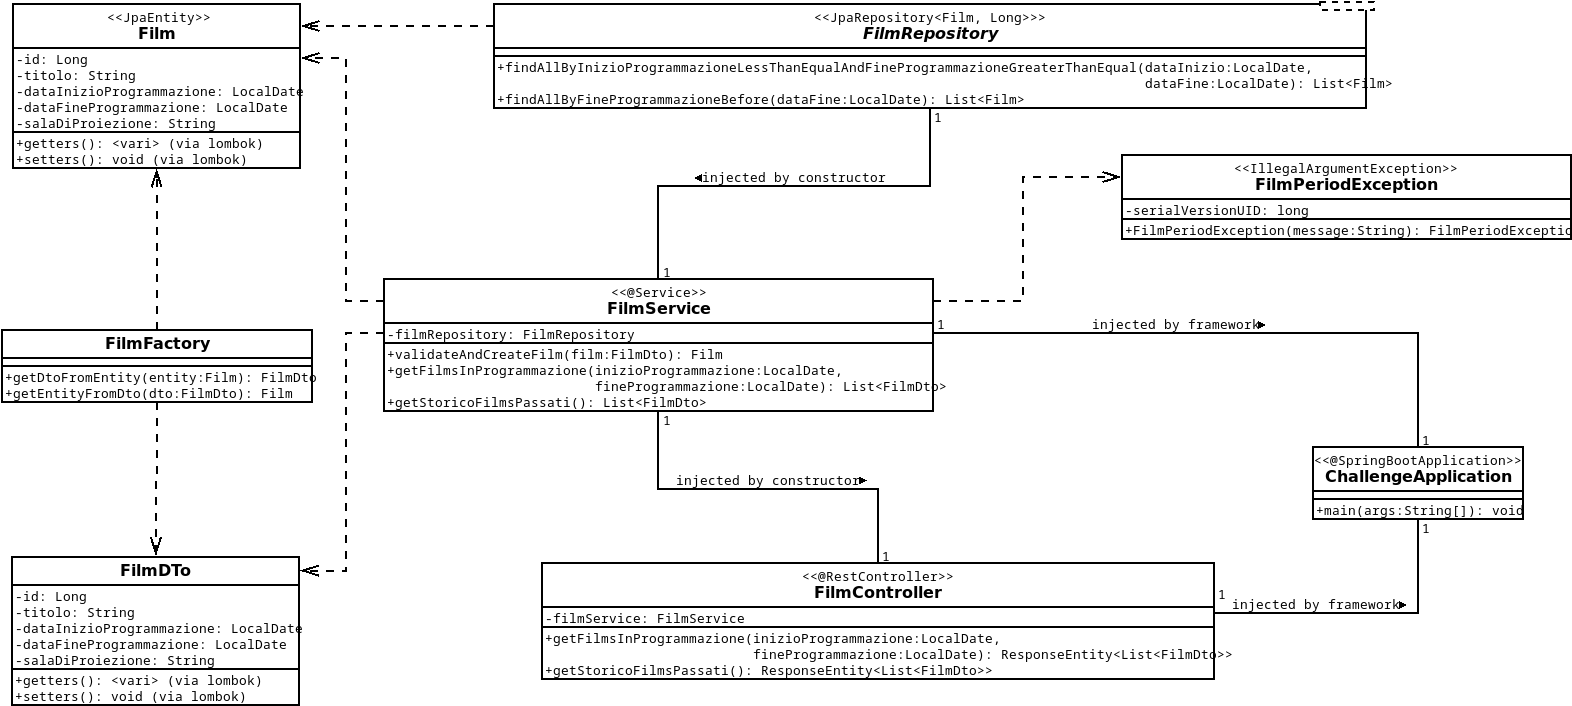 <<JpaEntity>>
Film
-id: Long
-titolo: String
-dataInizioProgrammazione: LocalDate
-dataFineProgrammazione: LocalDate
-salaDiProiezione: String
+getters(): <vari> (via lombok)
+setters(): void (via lombok)
<<JpaRepository<Film, Long>>>
FilmRepository
+findAllByInizioProgrammazioneLessThanEqualAndFineProgrammazioneGreaterThanEqual(dataInizio:LocalDate,
dataFine:LocalDate): List<Film>
+findAllByFineProgrammazioneBefore(dataFine:LocalDate): List<Film>
1
◄injected by constructor
1
<<IllegalArgumentException>>
FilmPeriodException
-serialVersionUID: long
+FilmPeriodException(message:String): FilmPeriodExceptio
FilmFactory
+getDtoFromEntity(entity:Film): FilmDto
+getEntityFromDto(dto:FilmDto): Film
<<@Service>>
FilmService
-filmRepository: FilmRepository
+validateAndCreateFilm(film:FilmDto): Film
+getFilmsInProgrammazione(inizioProgrammazione:LocalDate,
fineProgrammazione:LocalDate): List<FilmDto>
+getStoricoFilmsPassati(): List<FilmDto>
1
injected by framework►
1
1
injected by constructor►
1
<<@SpringBootApplication>>
ChallengeApplication
+main(args:String[]): void
1
1
injected by framework►
FilmDTo
-id: Long
-titolo: String
-dataInizioProgrammazione: LocalDate
-dataFineProgrammazione: LocalDate
-salaDiProiezione: String
+getters(): <vari> (via lombok)
+setters(): void (via lombok)
<<@RestController>>
FilmController
-filmService: FilmService
+getFilmsInProgrammazione(inizioProgrammazione:LocalDate,
fineProgrammazione:LocalDate): ResponseEntity<List<FilmDto>>
+getStoricoFilmsPassati(): ResponseEntity<List<FilmDto>>